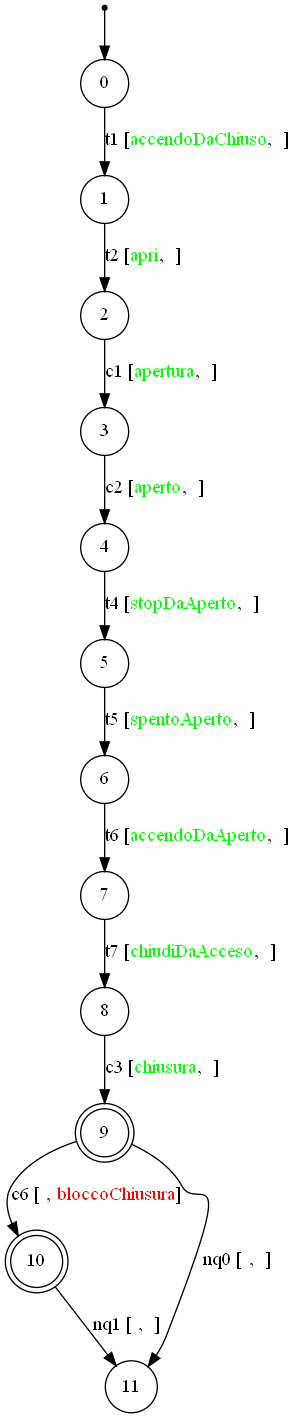 0
t1 [accendoDaChiuso, ]
1
t2 [apri, ]
2
c1 [apertura, ]
3
c2 [aperto, ]
4
t4 [stopDaAperto, ]
5
t5 [spentoAperto, ]
6
t6 [accendoDaAperto, ]
7
t7 [chiudiDaAcceso, ]
8
c3 [chiusura, ]
9
c6 [ , bloccoChiusura]
10
nq0 [ , ]
nq1 [ , ]
11